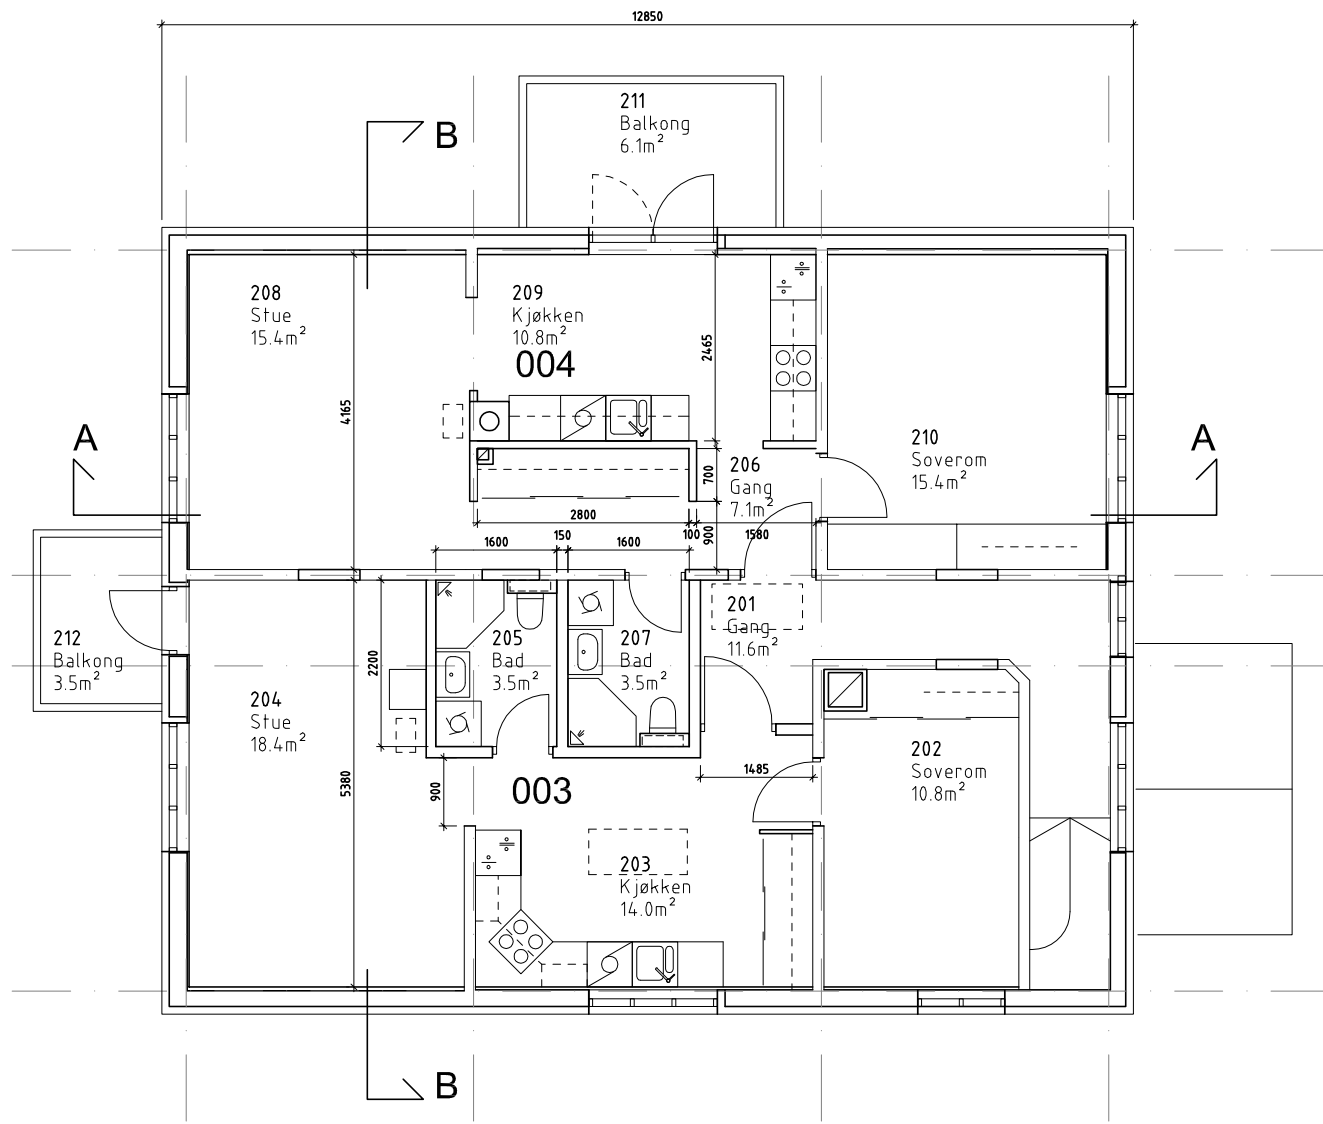 12850
211
Balkong
6.1m²
B
208
Stue
15.4m²
209
Kjøkken
10.8m²
004
2465
4165
A
A
210
Soverom
15.4m²
206
Gang
7.1m²
700
2800
100
900
1580
1600
150
1600
201
Gang
11.6m²
212
Balkong
3.5m²
2200
205
Bad
3.5m²
207
Bad
3.5m²
204
Stue
18.4m²
202
Soverom
10.8m²
1485
5380
900
003
203
Kjøkken
14.0m²
B